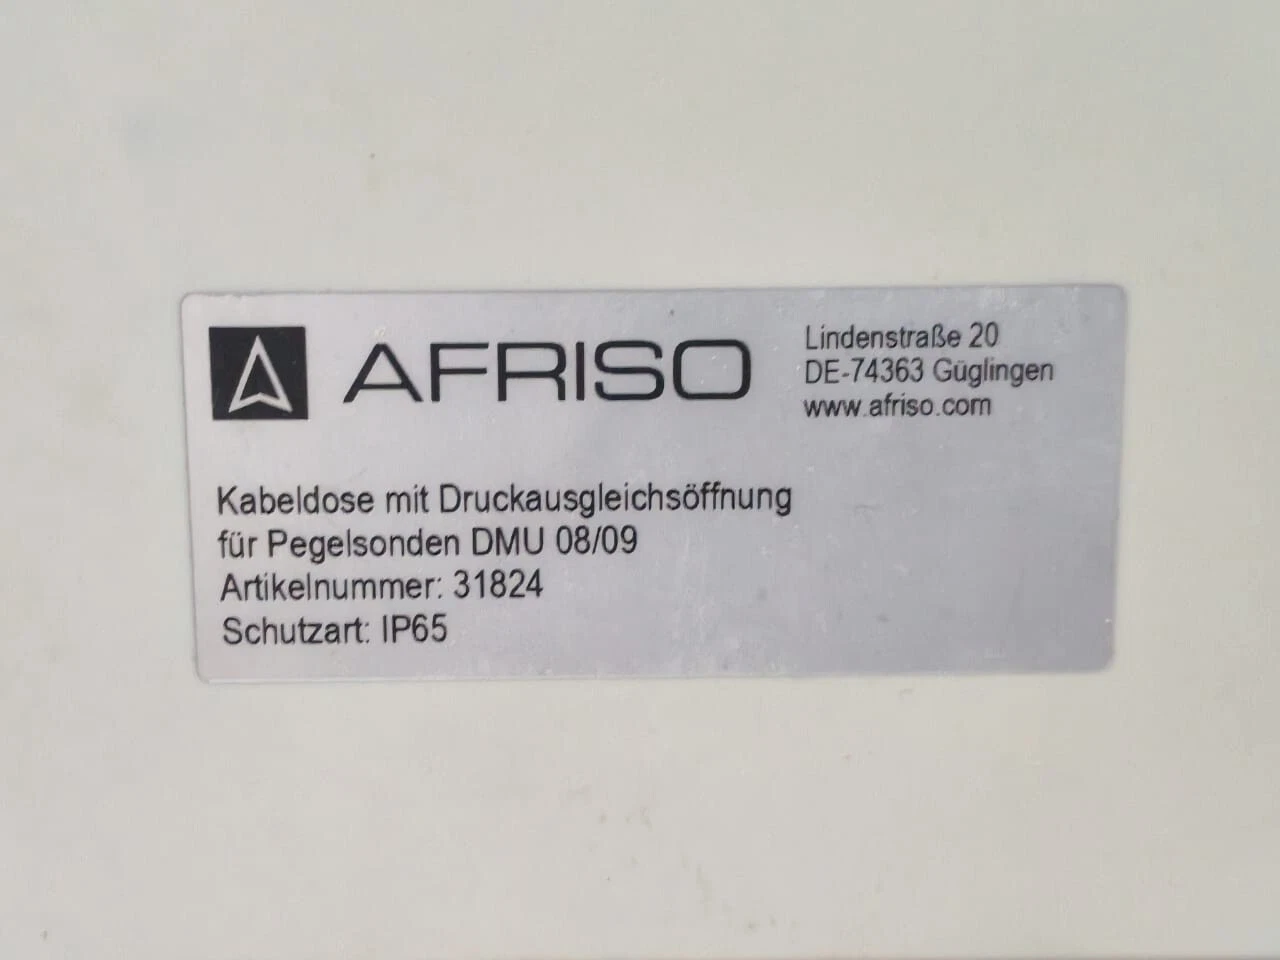 AFRISO
Lindenstraße 20
DE-74363 Güglingen
www.afriso.com
Kabeldose mit Druckausgleichsöffnung
für Pegelsonden DMU 08/09
Artikelnummer: 31824
Schutzart: IP65